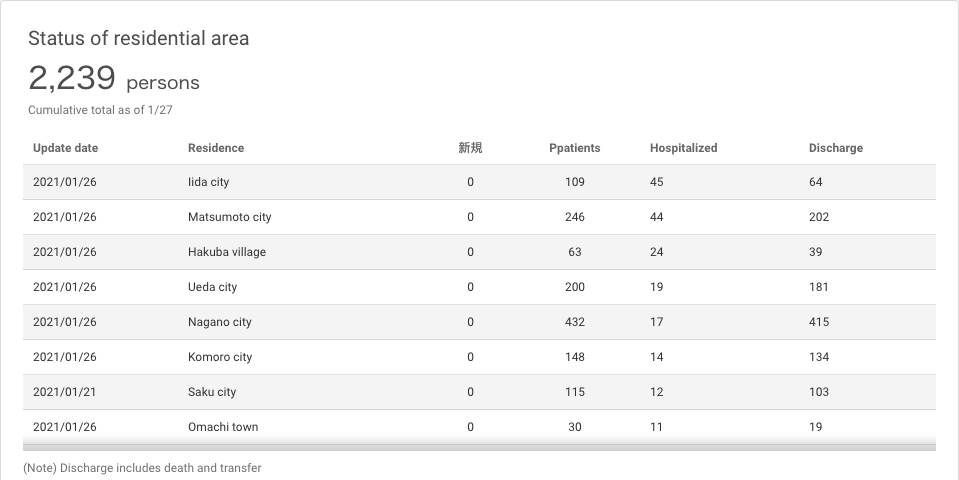 Status of residential area
2,239 persons
Cumulative total as of 1/27
Update date Residence 新規 Ppatients Hospitalized Discharge
2021/01/26 Iida city 0 109 45 64
2021/01/26 Matsumoto city 0 246 44 202
2021/01/26 Hakuba village 0 63 24 39
2021/01/26 Ueda city 0 200 19 181
2021/01/26 Nagano city 0 432 17 415
2021/01/26 Komoro city 0 148 14 134
2021/01/21 Saku city 0 115 12 103
2021/01/26 Omachi town 0 30 11 19
(Note) Discharge includes death and transfer